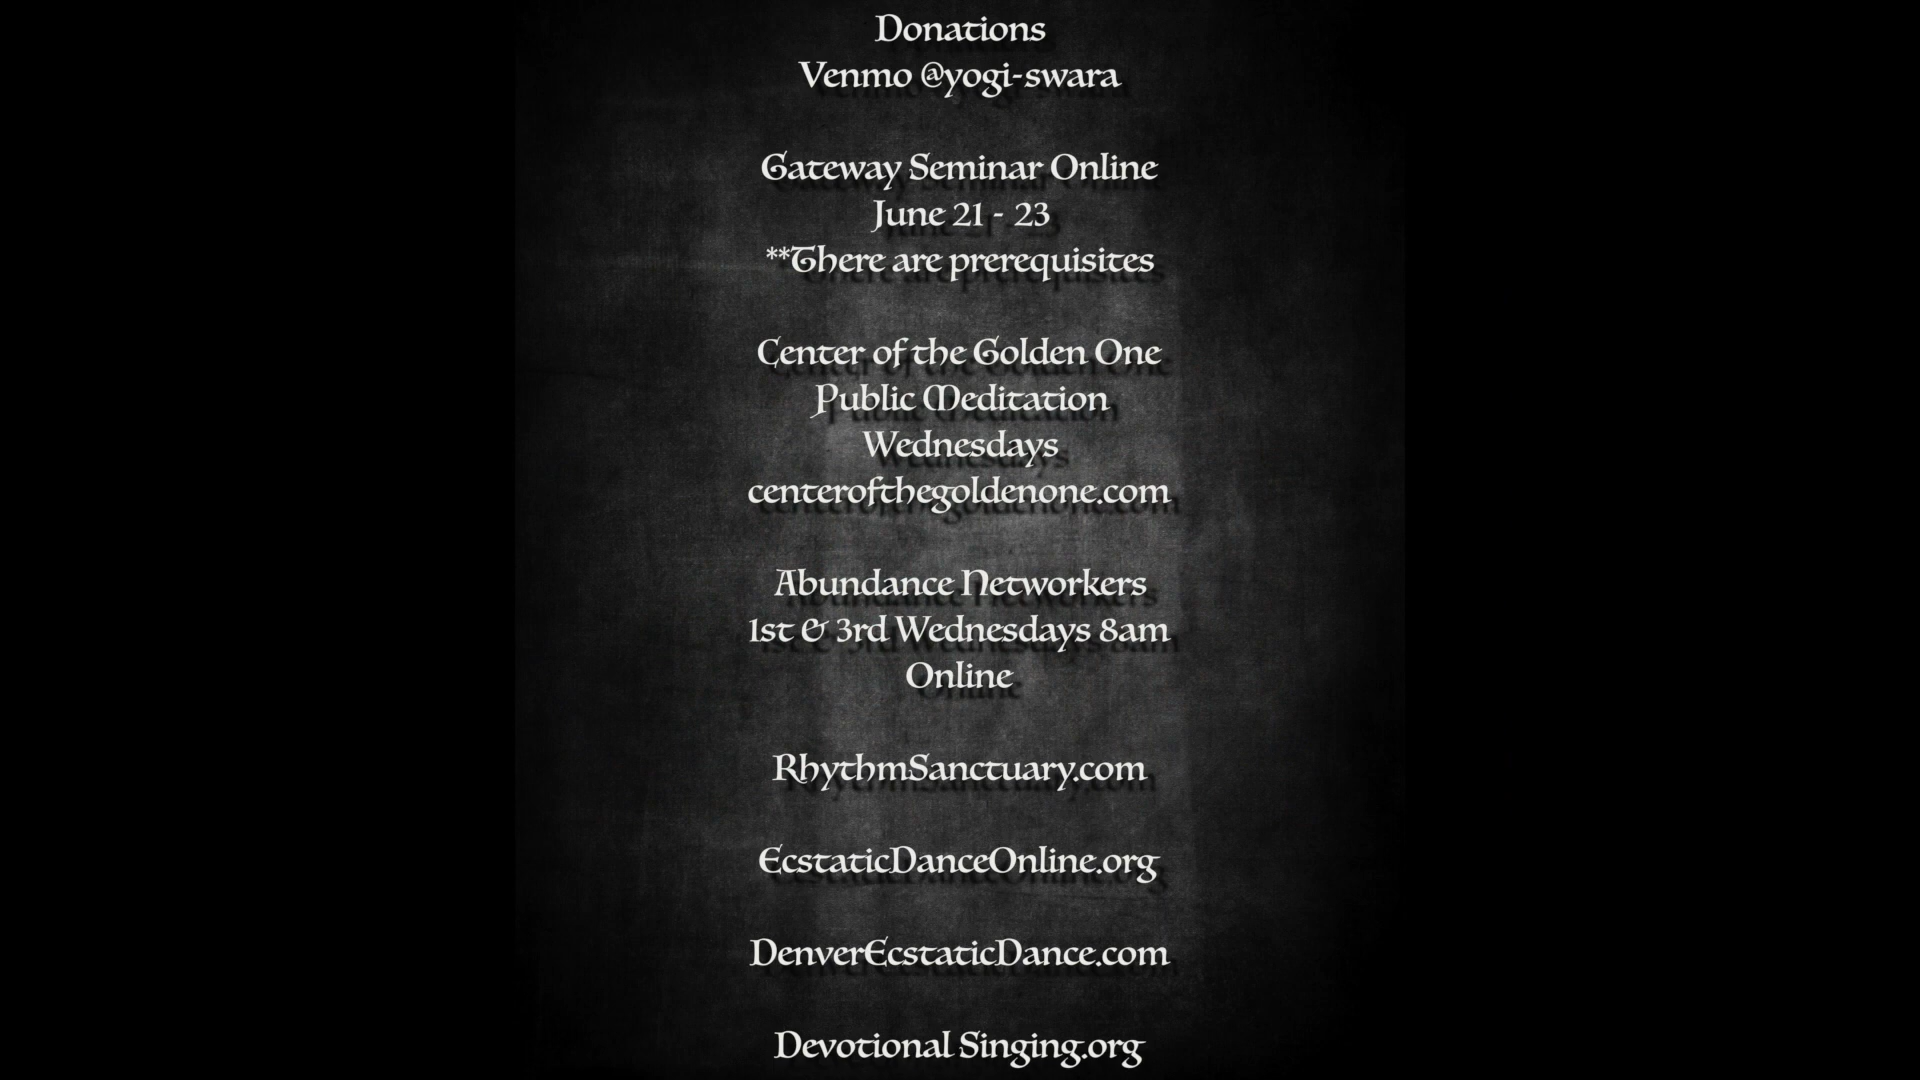 Donations
Venmo @yogi-swara
Gateway Seminar Online
June 21 - 23
**There are prerequisites
Center of the Golden One
Public Meditation
Wednesdays
centerofthegoldenone.com
Abundance Networkers
1st & 3rd Wednesdays 8am
Online
RhythmSanctuary.com
EcstaticDanceOnline.org
DenverEcstaticDance.com
Devotional Singing.org